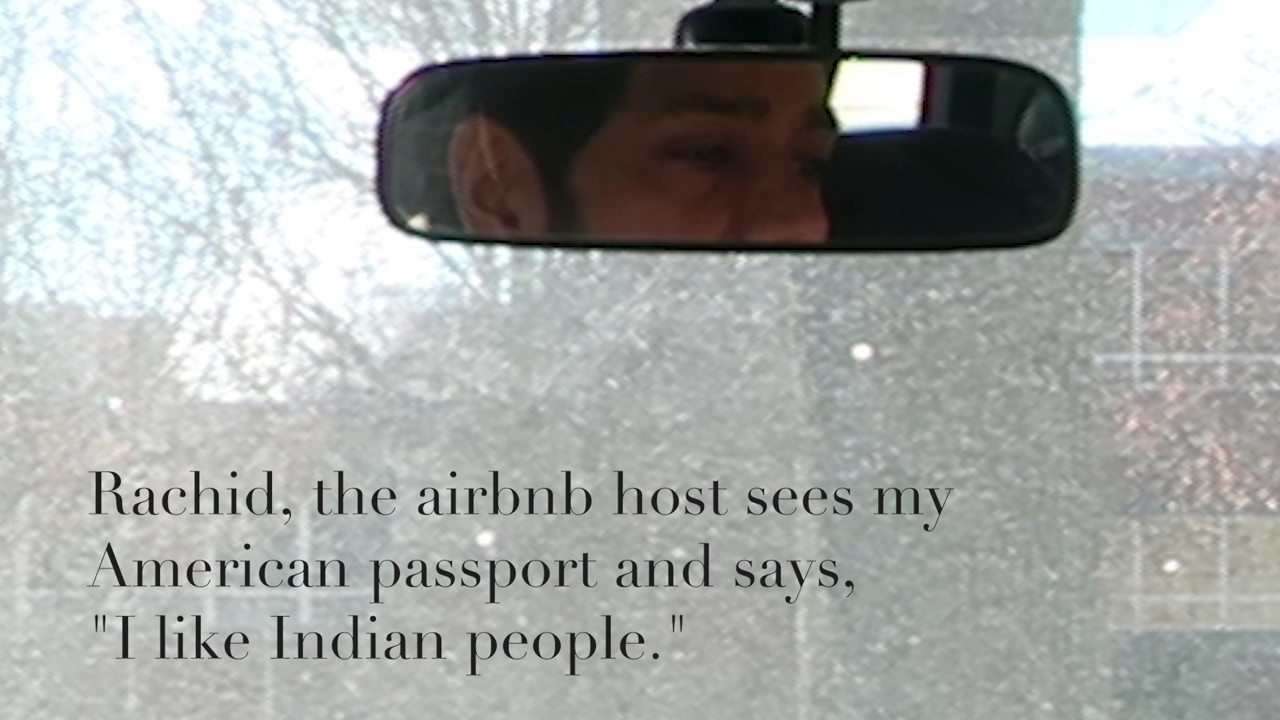 Rachid, the airbnb host sees my
American passport and says,
"I like Indian people."